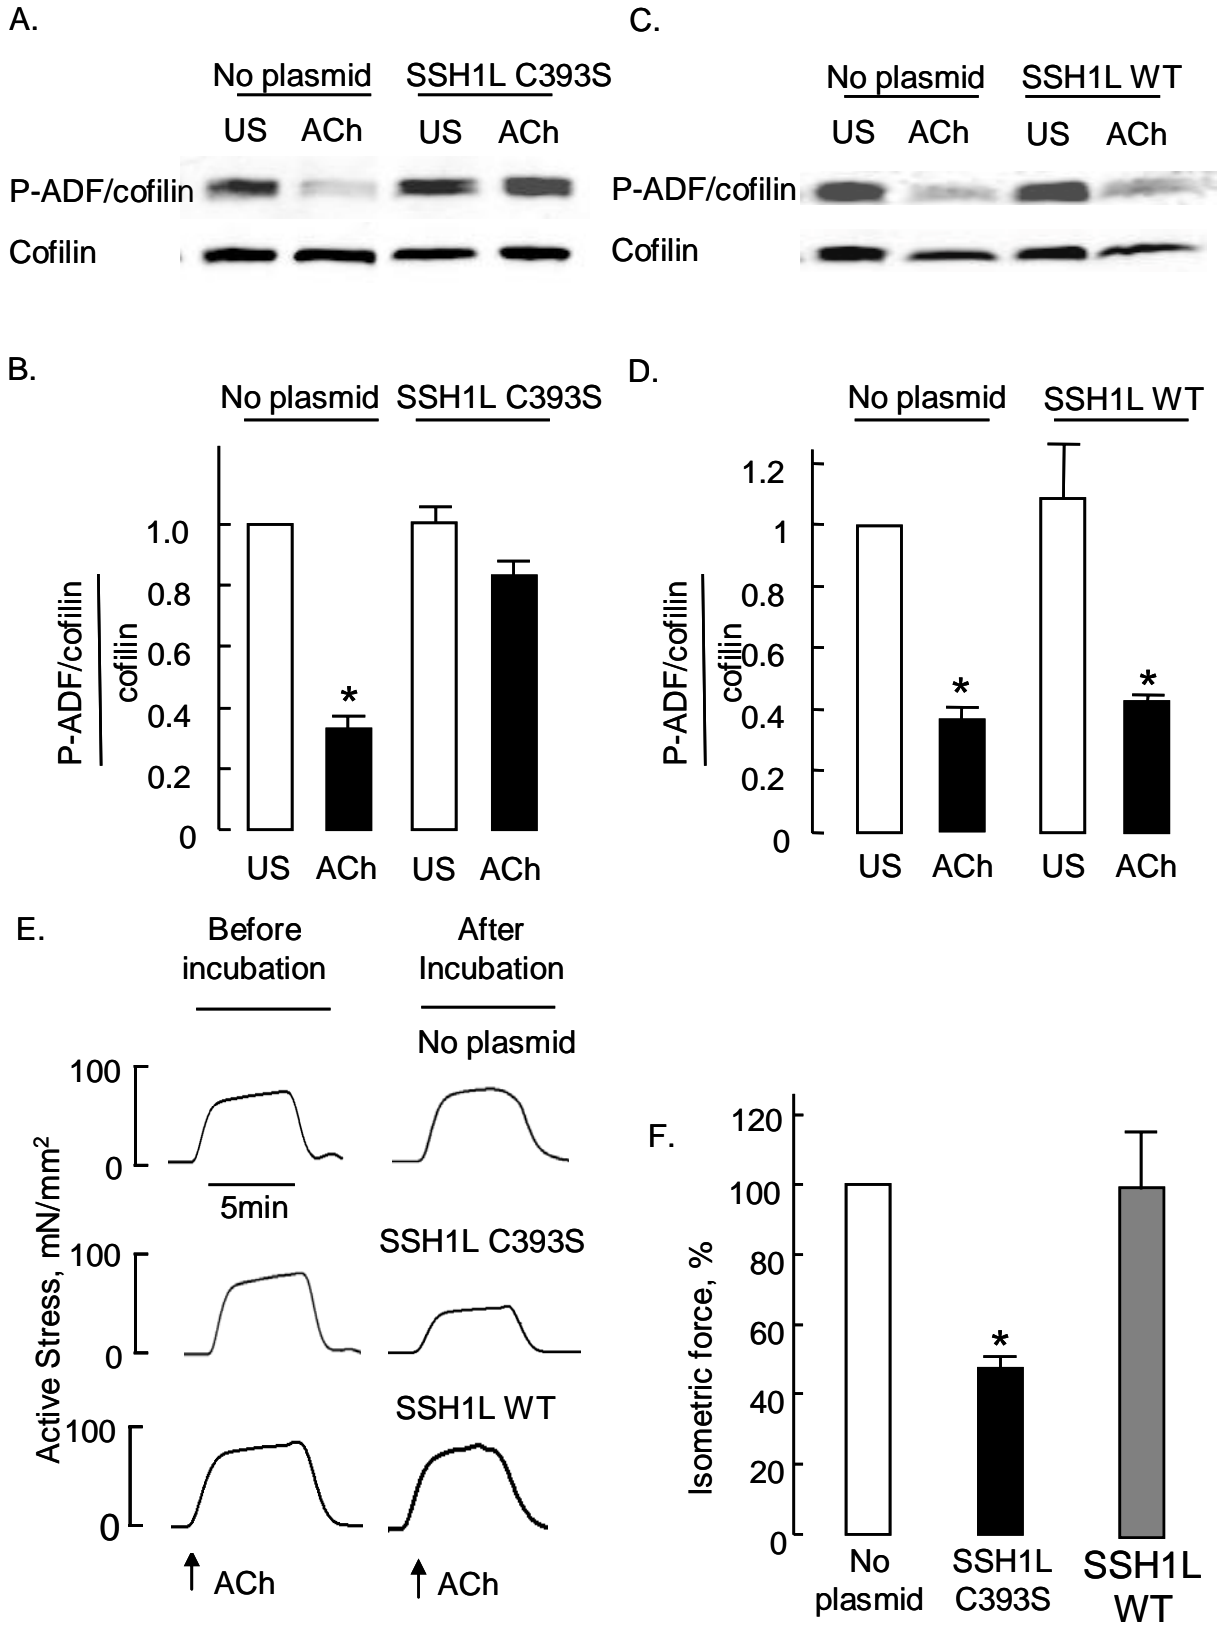 A.
No plasmid SSH1L C393S
US ACh US ACh
P-ADF/cofilin
Cofilin
C.
No plasmid SSH1L WT
US ACh US ACh
P-ADF/cofilin
Cofilin
B.
No plasmid SSH1L C393S
1.0
0.8
0.6
0.4
0.2
0
P-ADF/cofilin
cofilin
*
US ACh US ACh
D.
No plasmid SSH1L WT
1.2
1
0.8
0.6
0.4
0.2
0
P-ADF/cofilin
cofilin
* *
US ACh US ACh
E.
Before
incubation
After
Incubation
No plasmid
100
0
5min
SSH1L C393S
100
0
SSH1L WT
100
0
Active Stress, mN/mm²
ACh ACh
F.
120
100
80
60
40
20
0
Isometric force, %
*
No
plasmid
SSH1L
C393S
SSH1L
WT